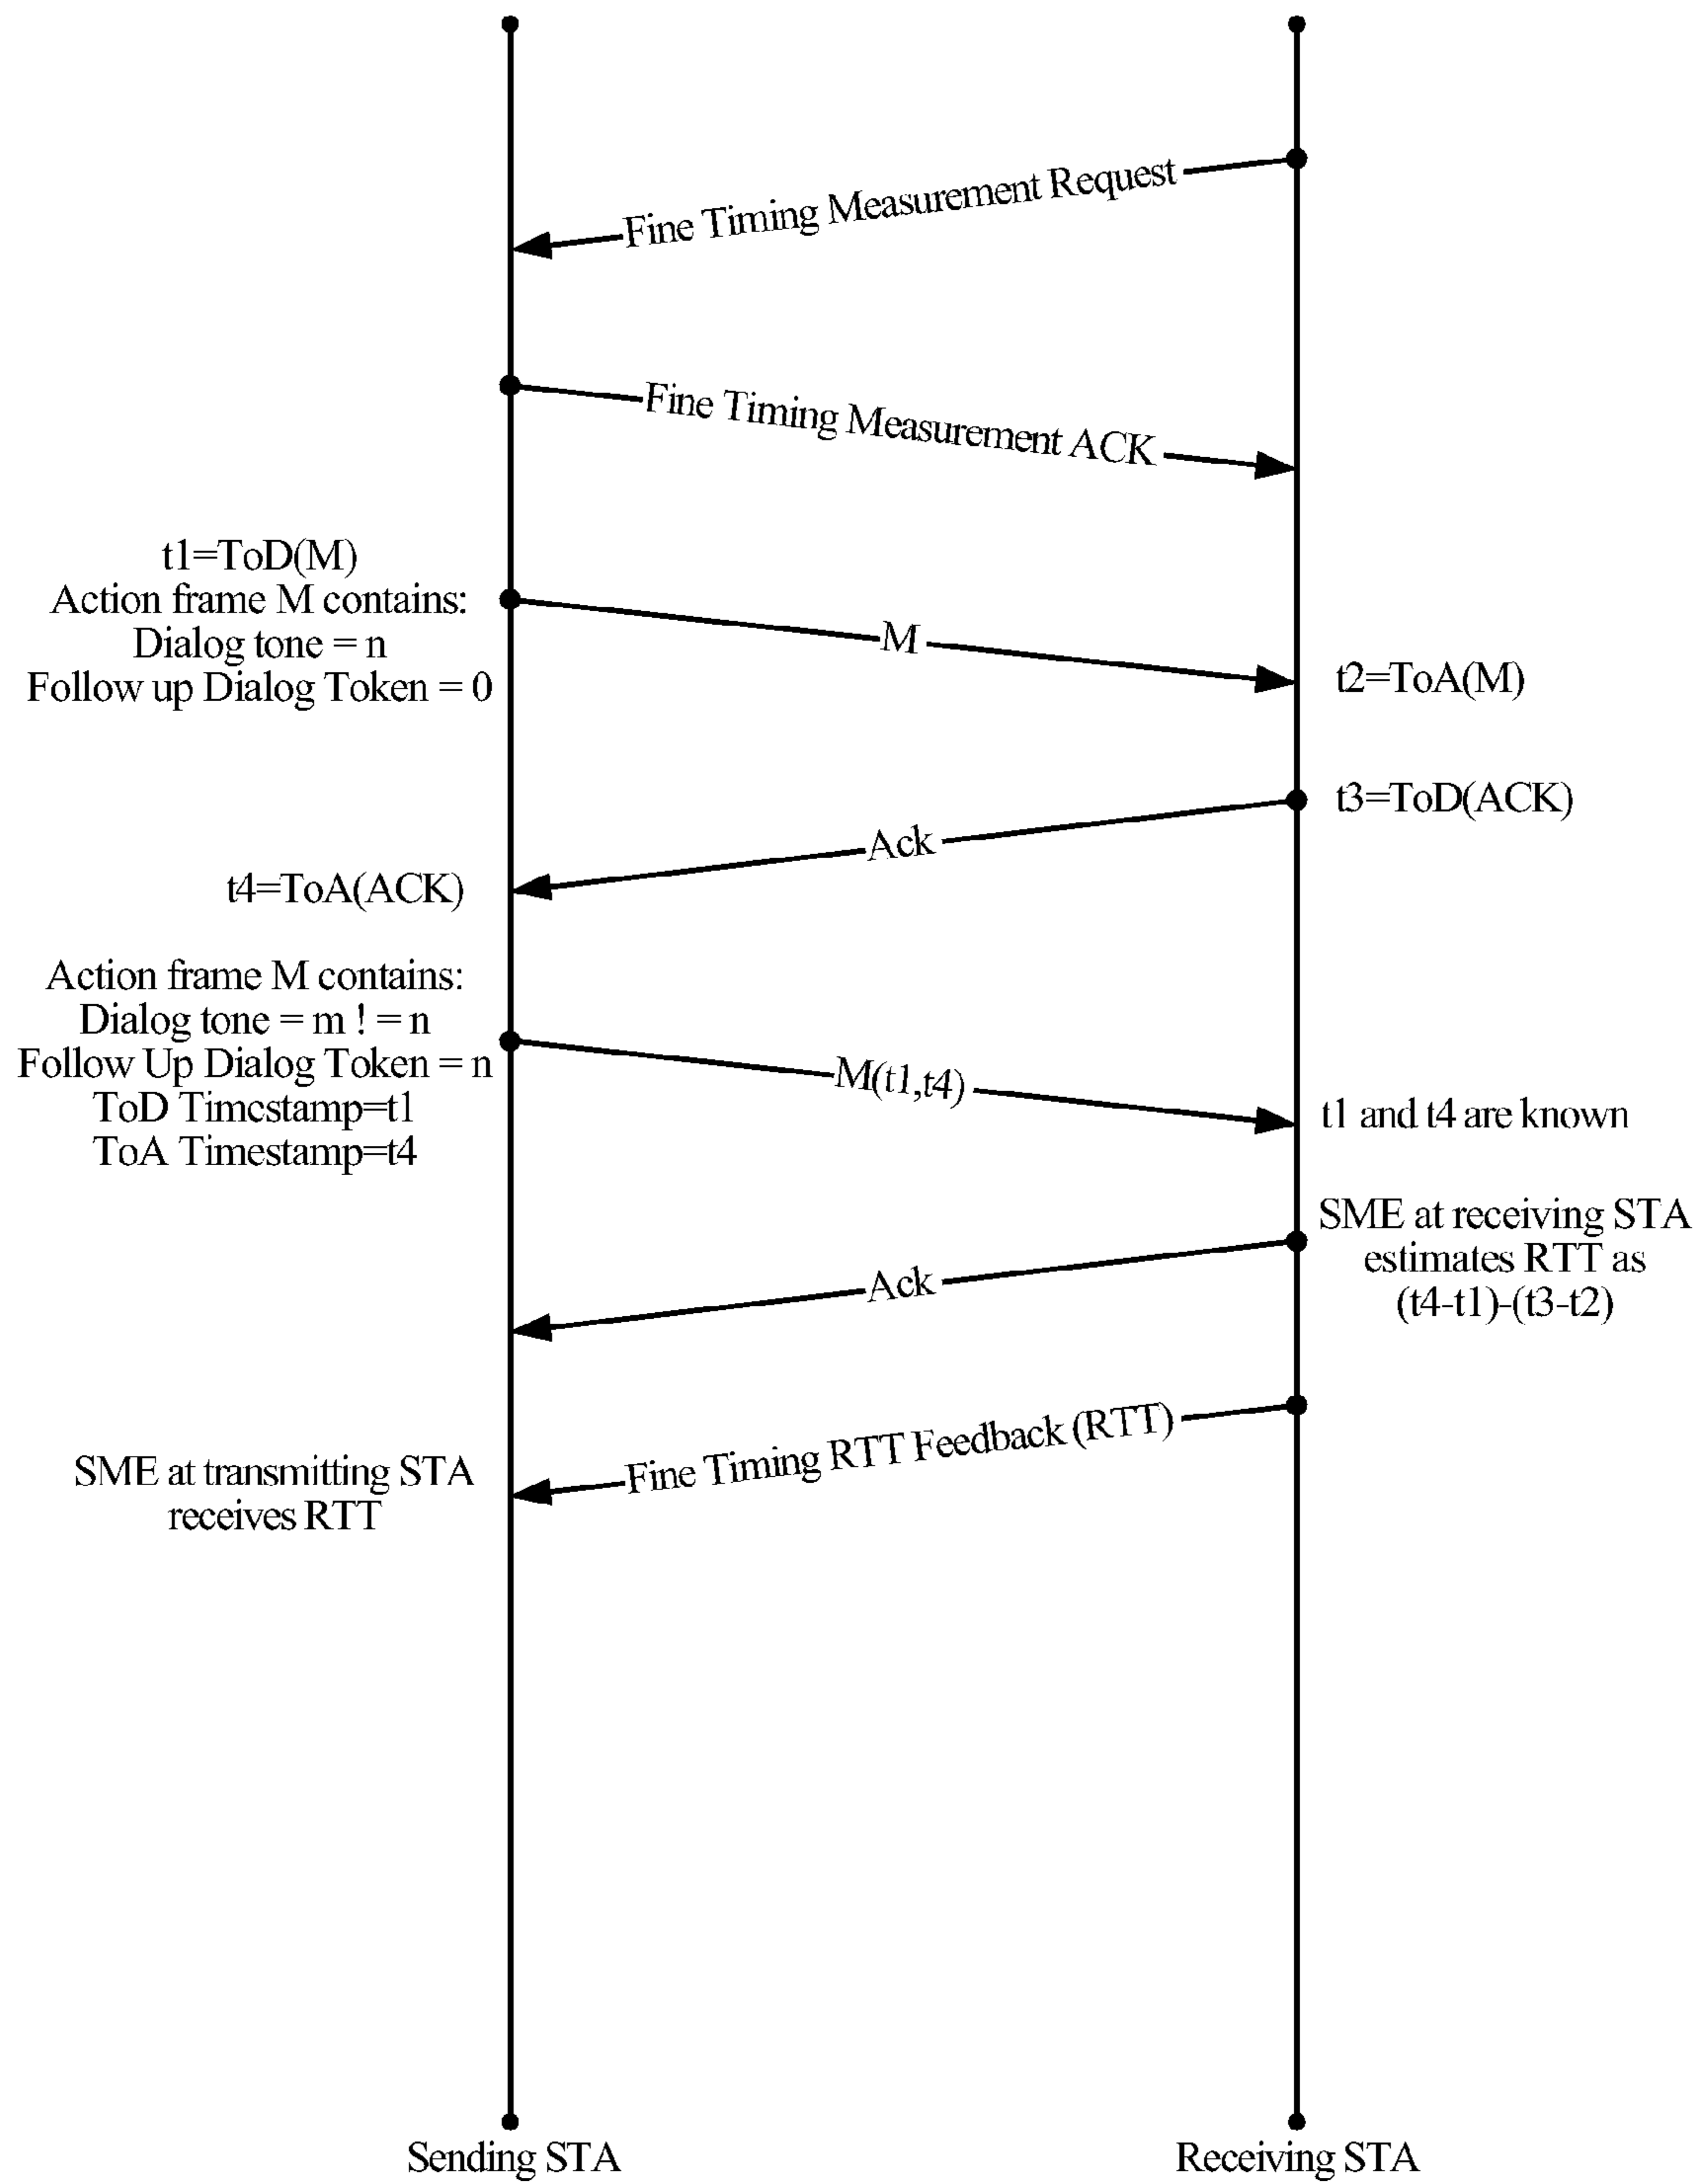 Fine Timing Measurement Request
Fine Timing Measurement ACK
t1=ToD(M)
Action frame M contains:
Dialog tone = n
Follow up Dialog Token = 0
M
t2=ToA(M)
t3=ToD(ACK)
Ack
t4=ToA(ACK)
Action frame M contains:
Dialog tone = m ! = n
Follow Up Dialog Token = n
ToD Timestamp=t1
ToA Timestamp=t4
M(t1,t4)
t1 and t4 are known
SME at receiving STA
estimates RTT as
(t4-t1)-(t3-t2)
Ack
Fine Timing RTT Feedback (RTT)
SME at transmitting STA
receives RTT
Sending STA
Receiving STA